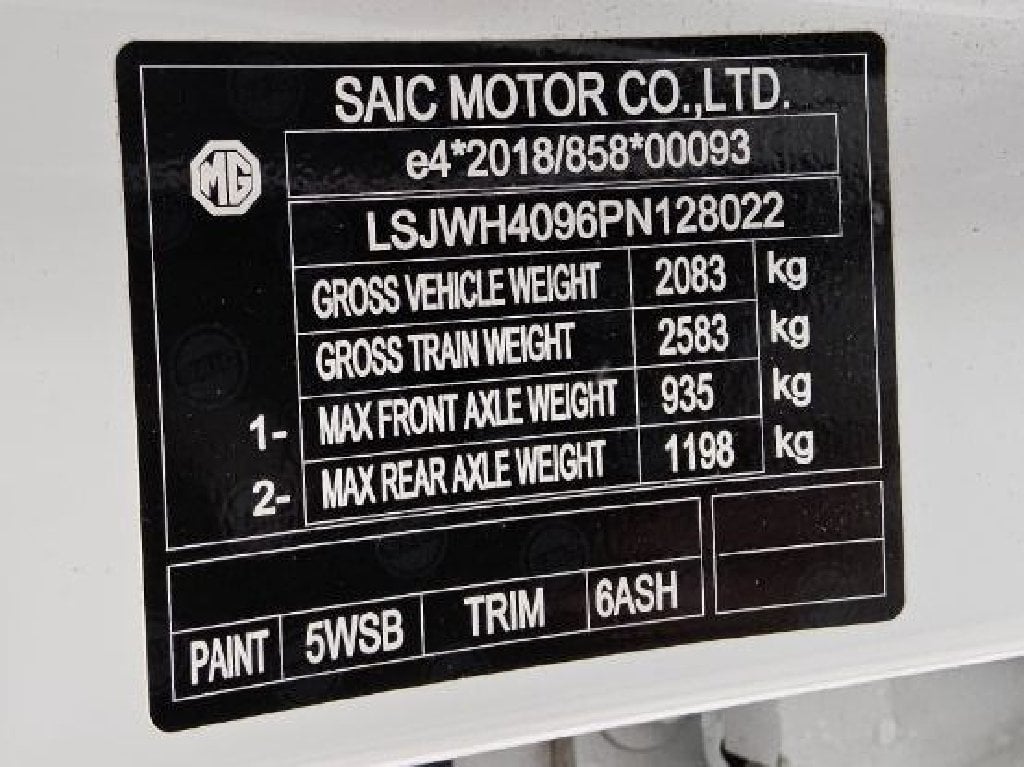 SAIC MOTOR CO.,LTD.
MG
e4*2018/858*00093
LSJWH4096PN128022
GROSS VEHICLE WEIGHT 2083 kg
GROSS TRAIN WEIGHT 2583 kg
1- MAX FRONT AXLE WEIGHT 935 kg
2- MAX REAR AXLE WEIGHT 1198 kg
PAINT 5WSB TRIM 6ASH